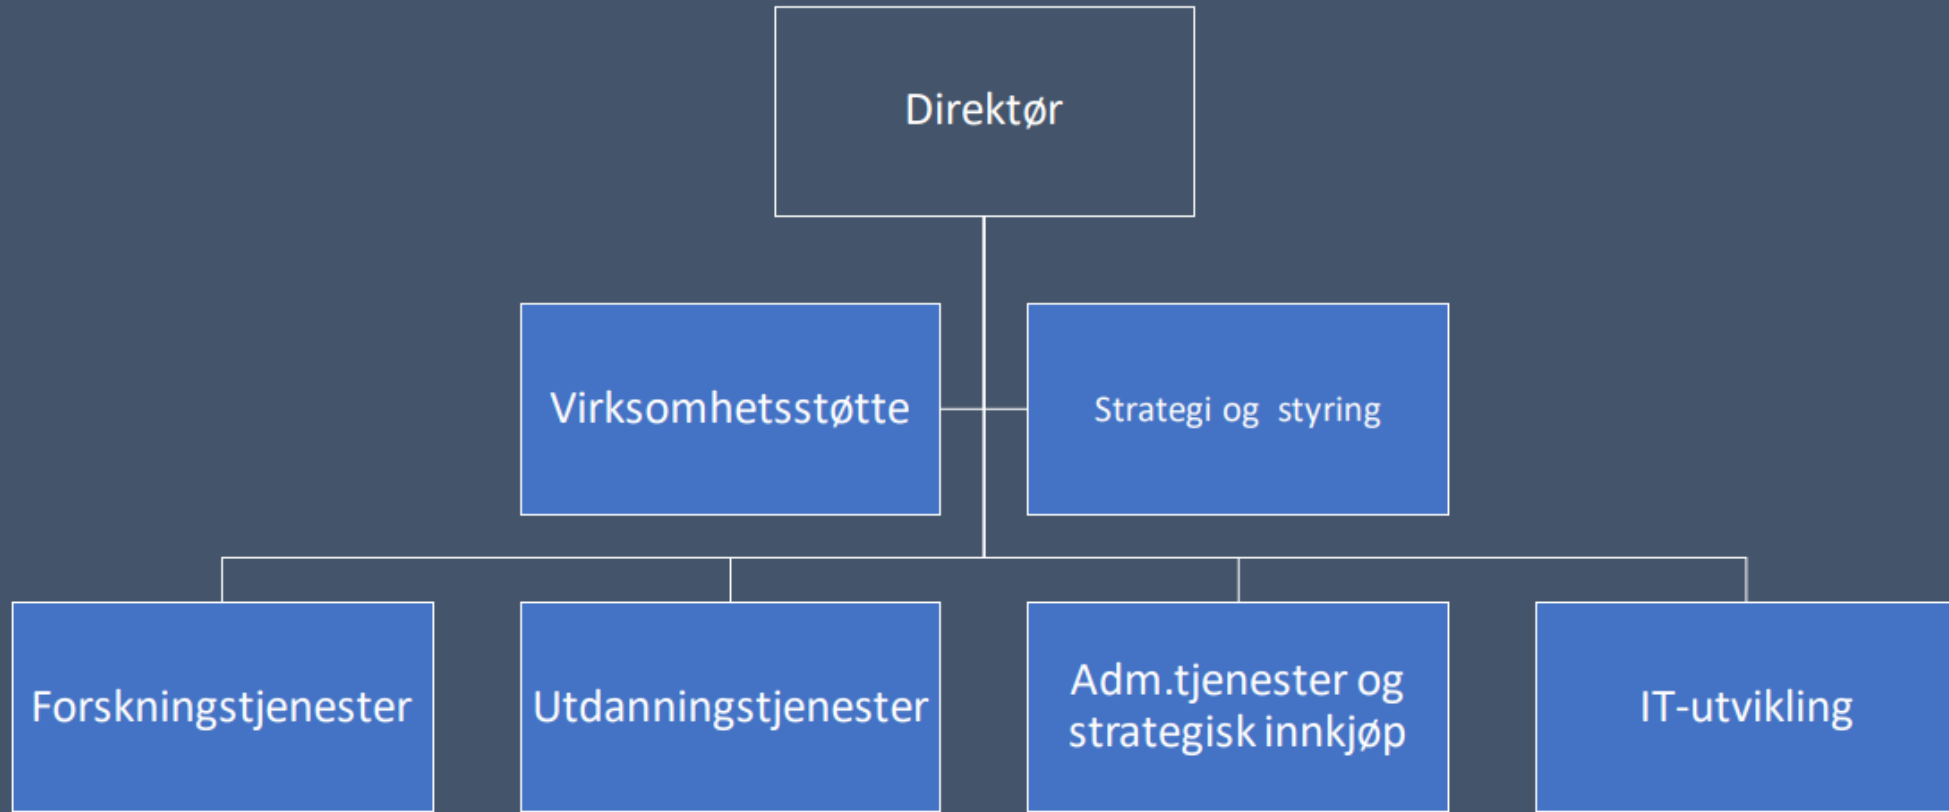 Direktør
Virksomhetsstøtte
Strategi og styring
Forskningstjenester
Utdanningstjenester
Adm.tjenester og
strategisk innkjøp
IT-utvikling